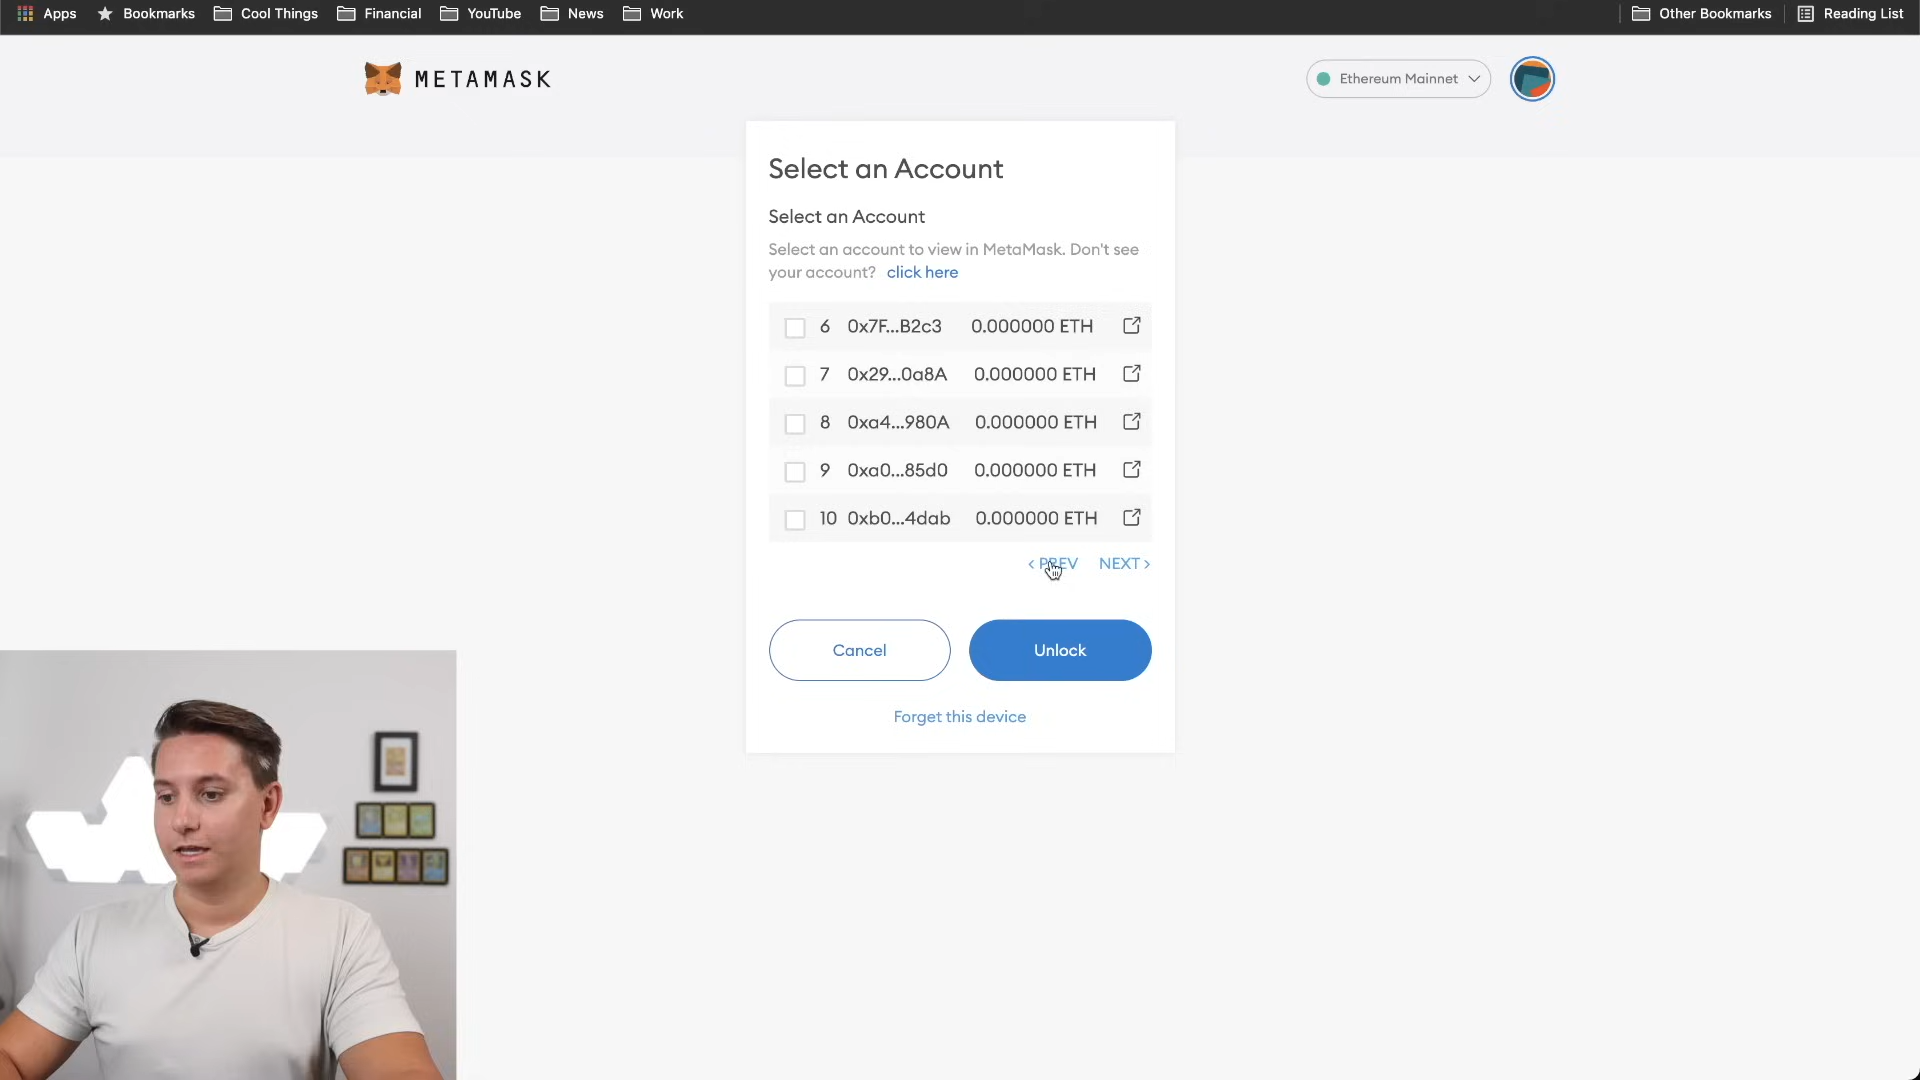 Apps Bookmarks Cool Things Financial YouTube News Work Other Bookmarks Reading List
METAMASK Ethereum Mainnet
Select an Account
Select an Account
Select an account to view in MetaMask. Don't see
your account? click here
6 0x7F...B2c3 0.000000 ETH
7 0x29...0a8A 0.000000 ETH
8 0xa4...980A 0.000000 ETH
9 0xa0...85d0 0.000000 ETH
10 0xb0...4dab 0.000000 ETH
< PREV NEXT >
Cancel Unlock
Forget this device